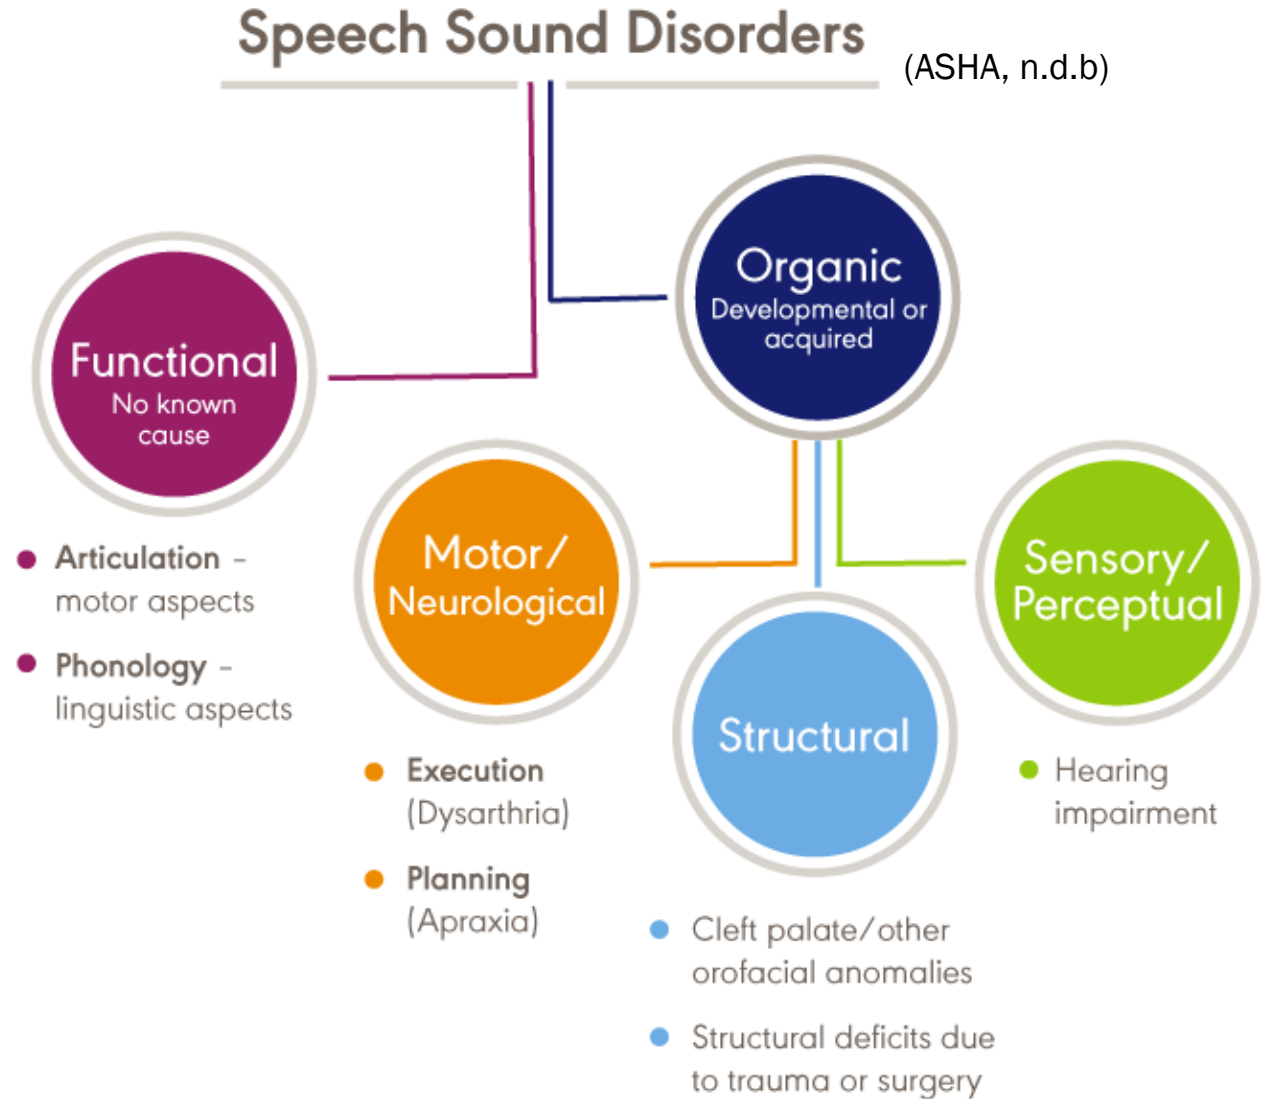 Speech Sound Disorders
(ASHA, n.d.b)
Organic
Developmental or
acquired
Functional
No known
cause
Articulation –
motor aspects
Phonology –
linguistic aspects
Motor/
Neurological
Execution
(Dysarthria)
Planning
(Apraxia)
Structural
Cleft palate/other
orofacial anomalies
Structural deficits due
to trauma or surgery
Sensory/
Perceptual
Hearing
impairment